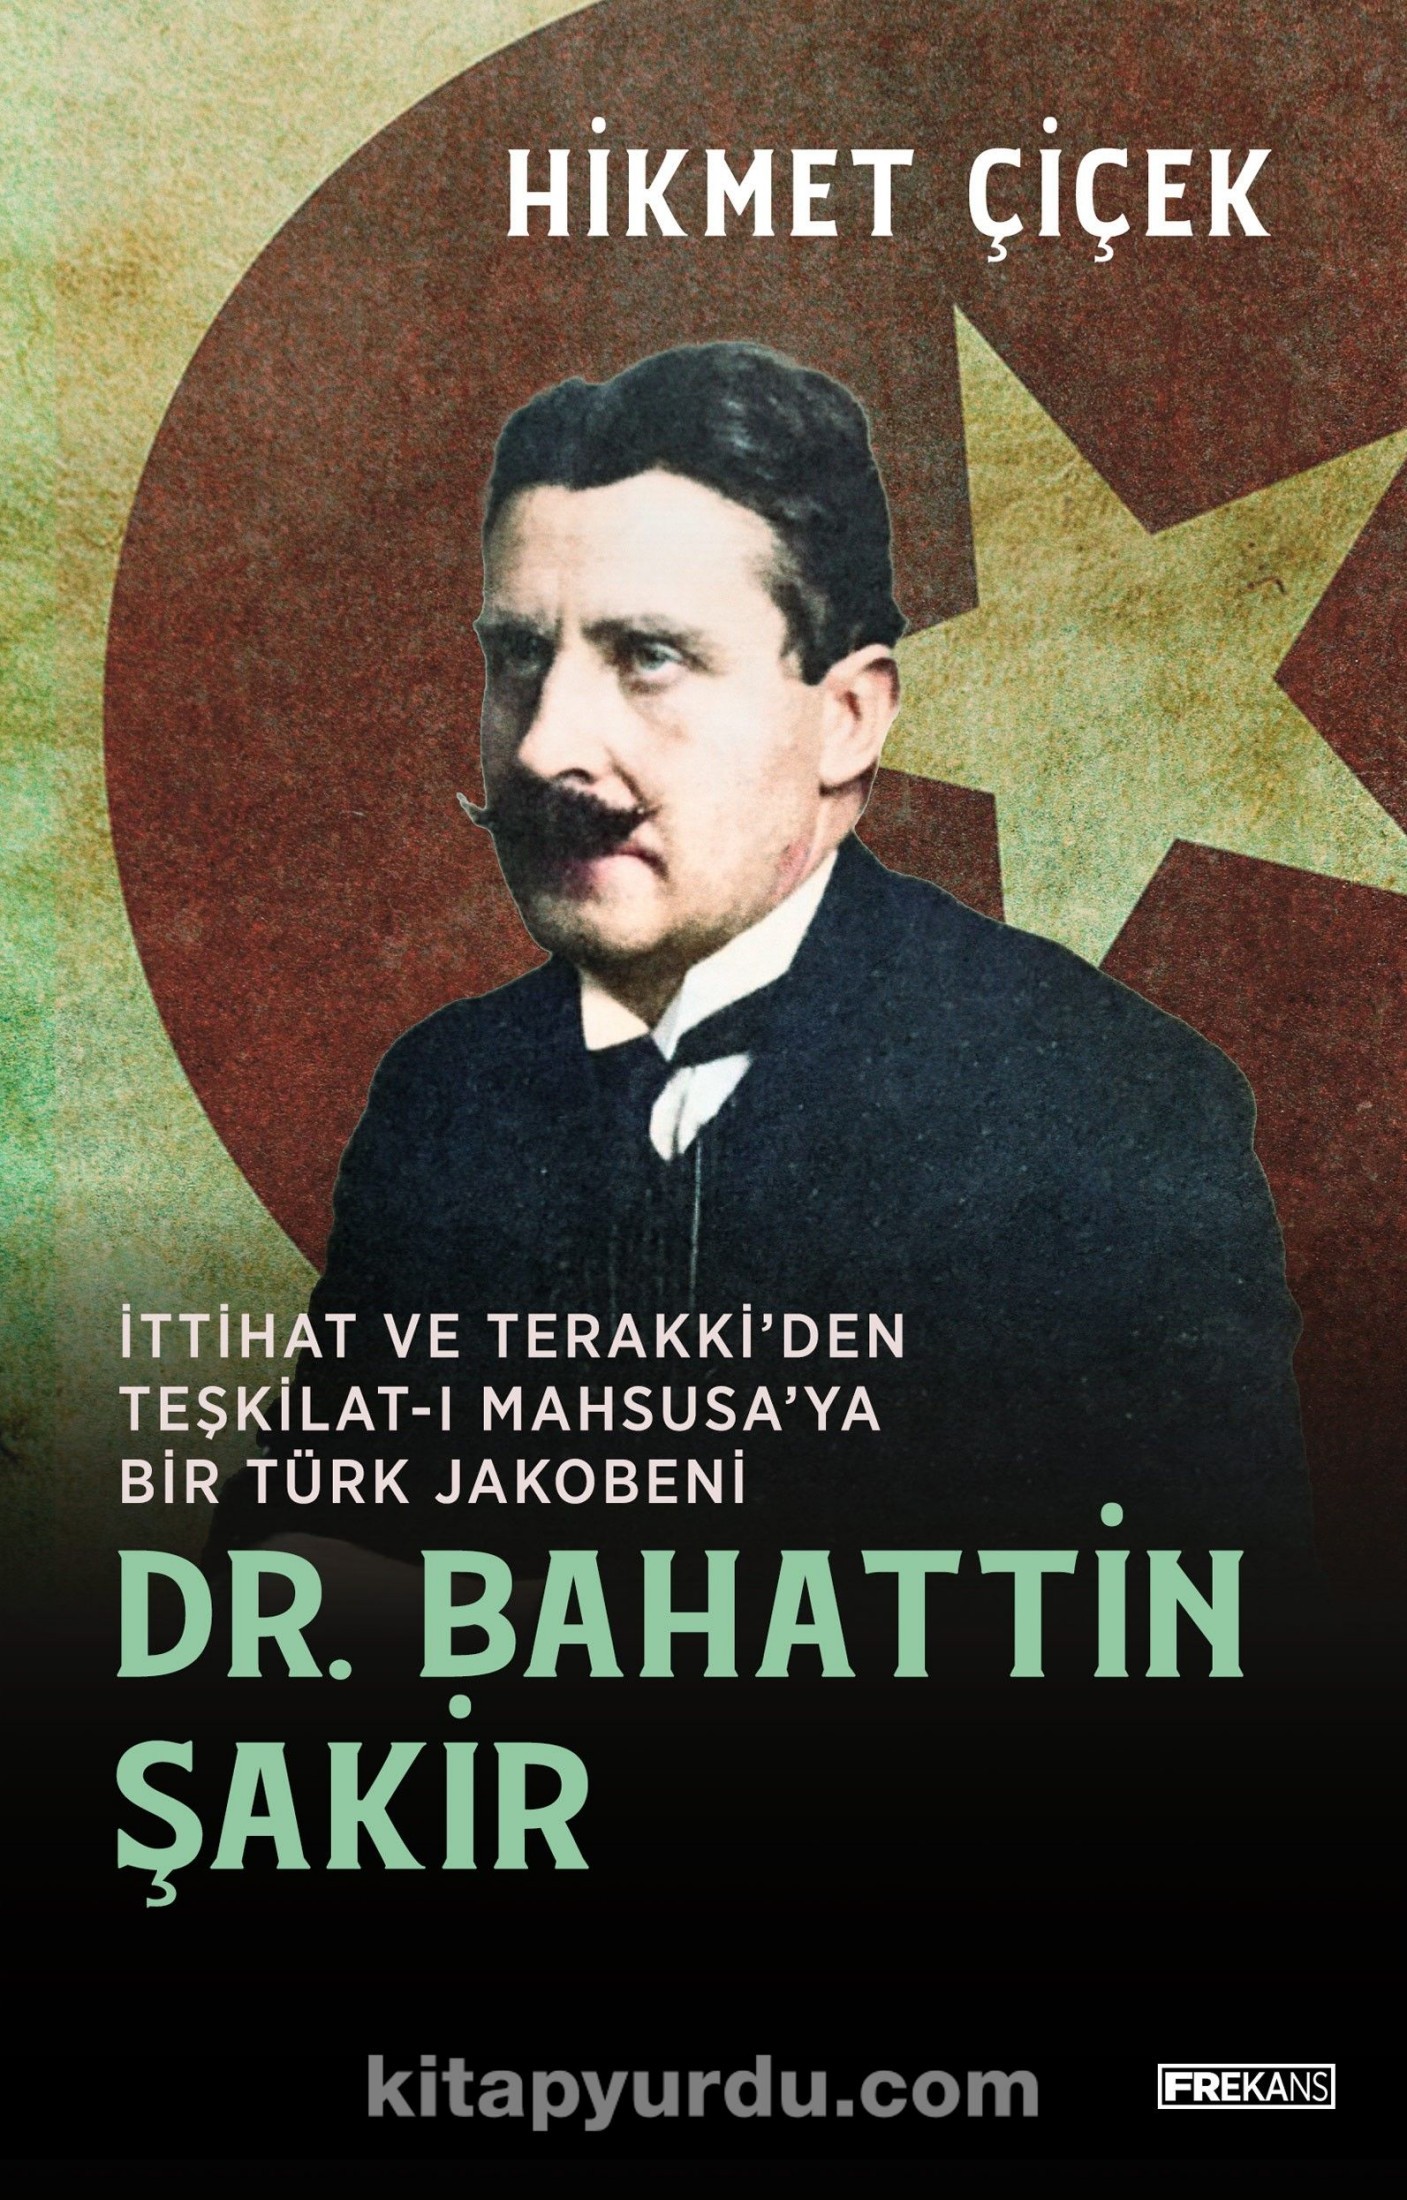 HİKMET ÇİÇEK
İTTİHAT VE TERAKKİ'DEN
TEŞKİLAT-I MAHSUSA'YA
BİR TÜRK JAKOBENİ
DR. BAHATTİN
ŞAKİR
kitapyurdu.com
FREKANS